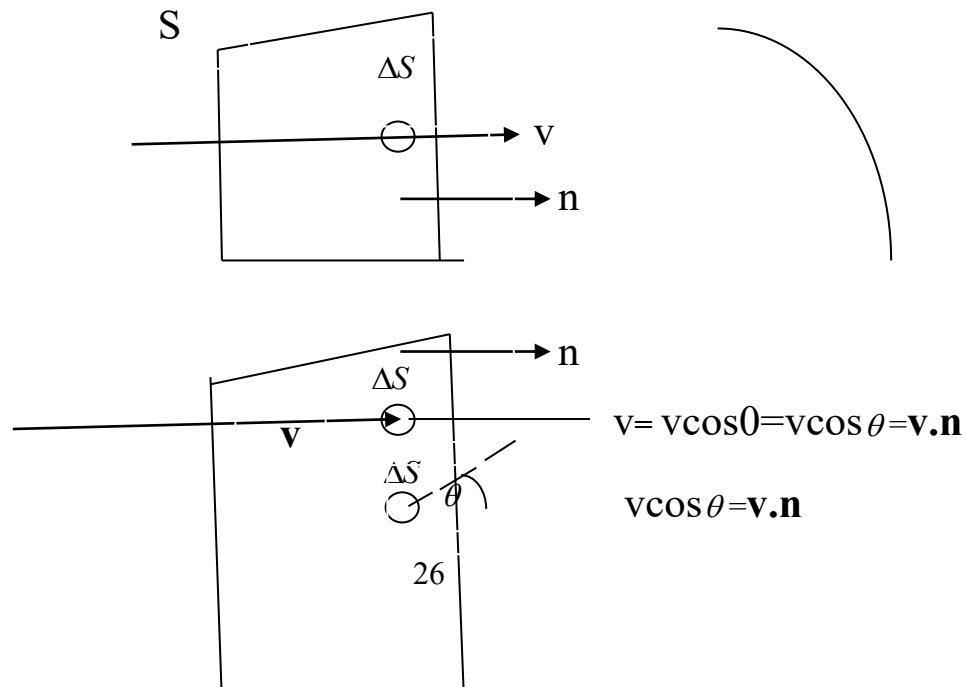 S
ΔS
v
n
n
ΔS
v
v= vcos0=vcosθ=v.n
ΔS
θ
vcosθ=v.n
26